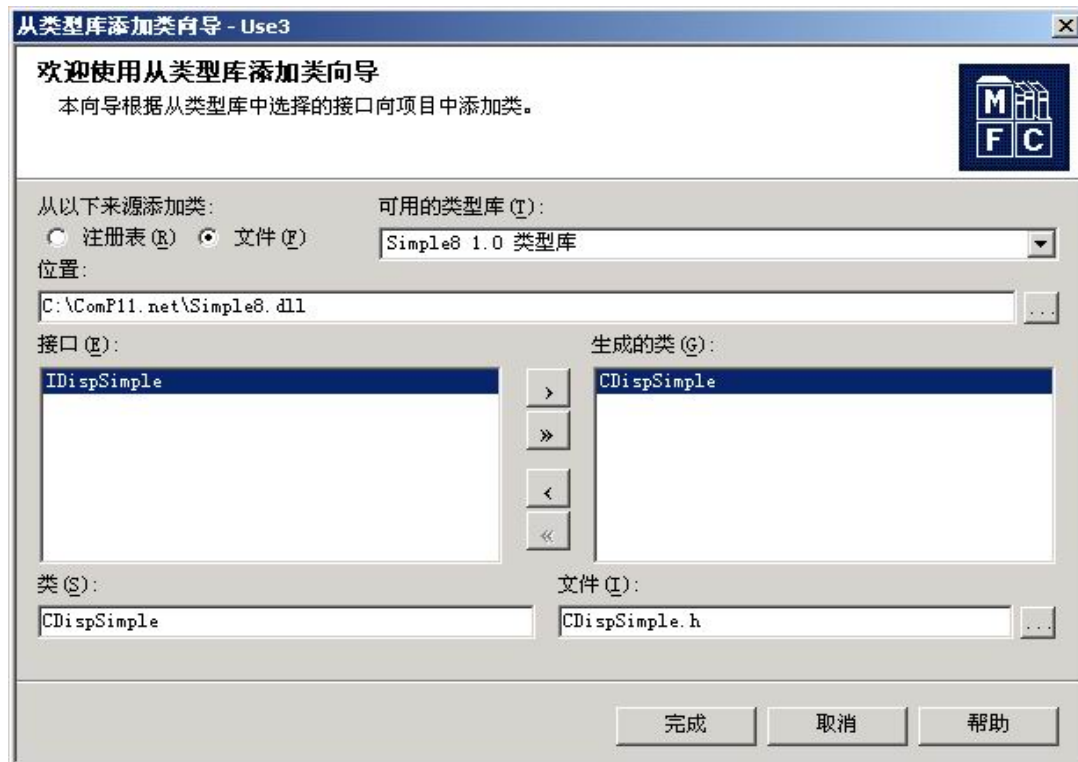 从类型库添加类向导 - Use3
欢迎使用从类型库添加类向导
本向导根据从类型库中选择的接口向项目中添加类。
MFC
从以下来源添加类:
可用的类型库(T):
注册表(R) 文件(F)
Simple8 1.0 类型库
位置:
C:\ComP11.net\Simple8.dll
...
接口(E):
生成的类(G):
IDispSimple
CDispSimple
>
»
<
«
类(S):
文件(I):
CDispSimple
CDispSimple.h
...
完成 取消 帮助